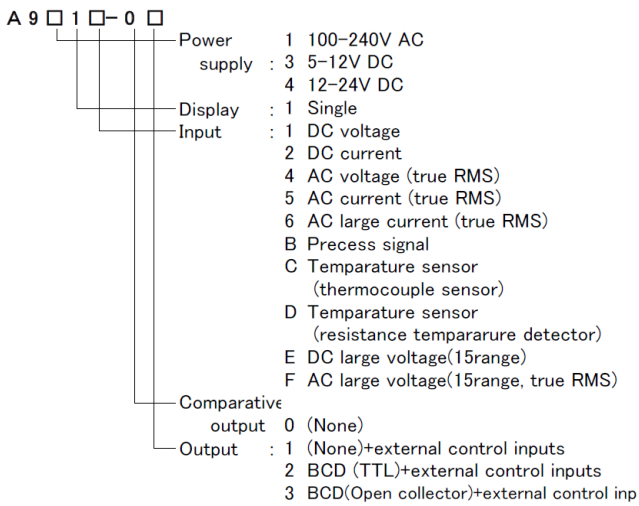 A 9 □ 1 □- 0 □
Power 1 100-240V AC
supply : 3 5-12V DC
4 12-24V DC
Display : 1 Single
Input : 1 DC voltage
2 DC current
4 AC voltage (true RMS)
5 AC current (true RMS)
6 AC large current (true RMS)
B Precess signal
C Temparature sensor
(thermocouple sensor)
D Temparature sensor
(resistance tempararure detector)
E DC large voltage(15range)
F AC large voltage(15range, true RMS)
Comparative
output 0 (None)
Output : 1 (None)+external control inputs
2 BCD (TTL)+external control inputs
3 BCD(Open collector)+external control inp